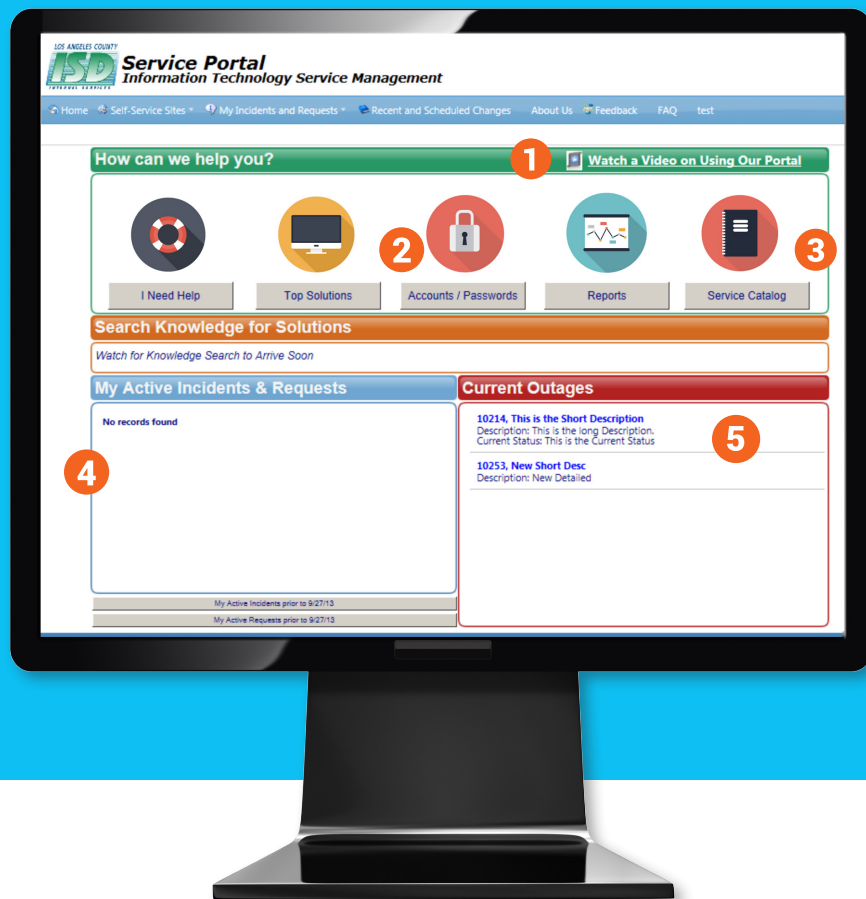 LOS ANGELES COUNTY
ISD
INTERNAL SERVICES
Service Portal
Information Technology Service Management
Home Self-Service Sites My Incidents and Requests Recent and Scheduled Changes About Us Feedback FAQ test
How can we help you? 1 Watch a Video on Using Our Portal
2
3
I Need Help Top Solutions Accounts / Passwords Reports Service Catalog
Search Knowledge for Solutions
Watch for Knowledge Search to Arrive Soon
My Active Incidents & Requests
No records found
4
My Active Incidents prior to 9/27/13
My Active Requests prior to 9/27/13
Current Outages
10214, This is the Short Description
Description: This is the long Description.
Current Status: This is the Current Status
5
10253, New Short Desc
Description: New Detailed